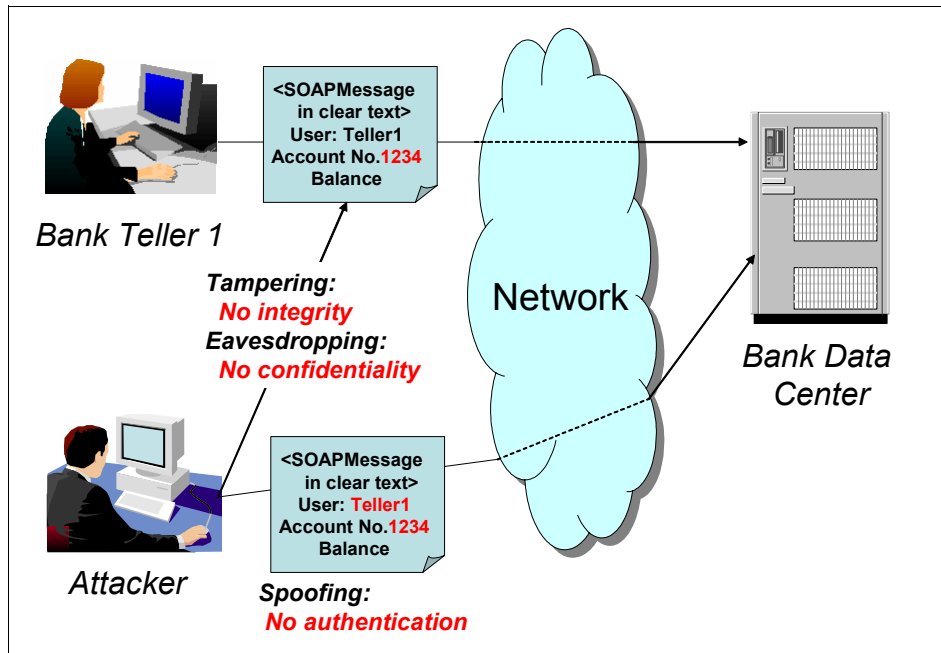 <SOAPMessage
in clear text>
User: Teller1
Account No.1234
Balance
Bank Teller 1
Tampering:
No integrity
Eavesdropping:
No confidentiality
Network
Bank Data
Center
<SOAPMessage
in clear text>
User: Teller1
Account No.1234
Balance
Attacker
Spoofing:
No authentication